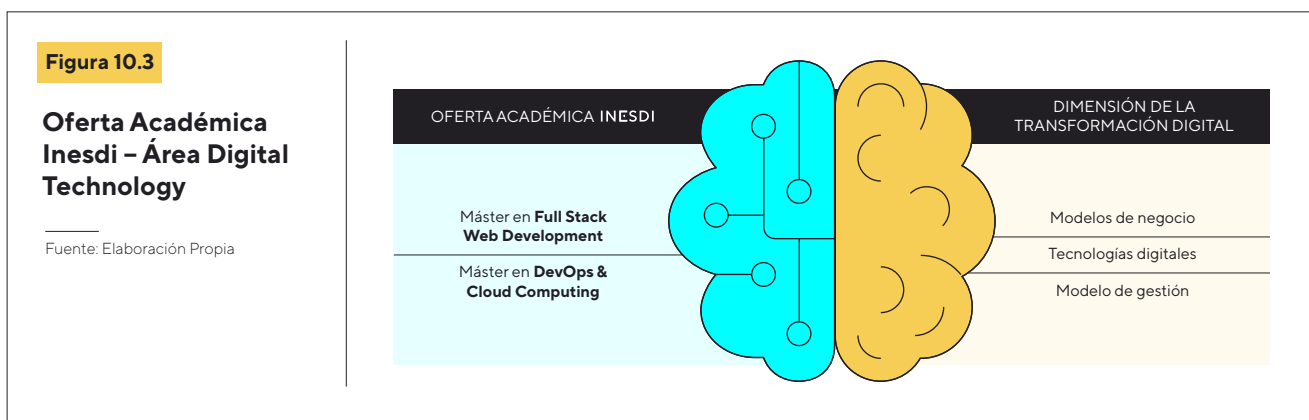 Figura 10.3
Oferta Académica
Inesdi – Área Digital
Technology
Fuente: Elaboración Propia
OFERTA ACADÉMICA INESDI
Máster en Full Stack
Web Development
Máster en DevOps &
Cloud Computing
DIMENSIÓN DE LA
TRANSFORMACIÓN DIGITAL
Modelos de negocio
Tecnologías digitales
Modelo de gestión